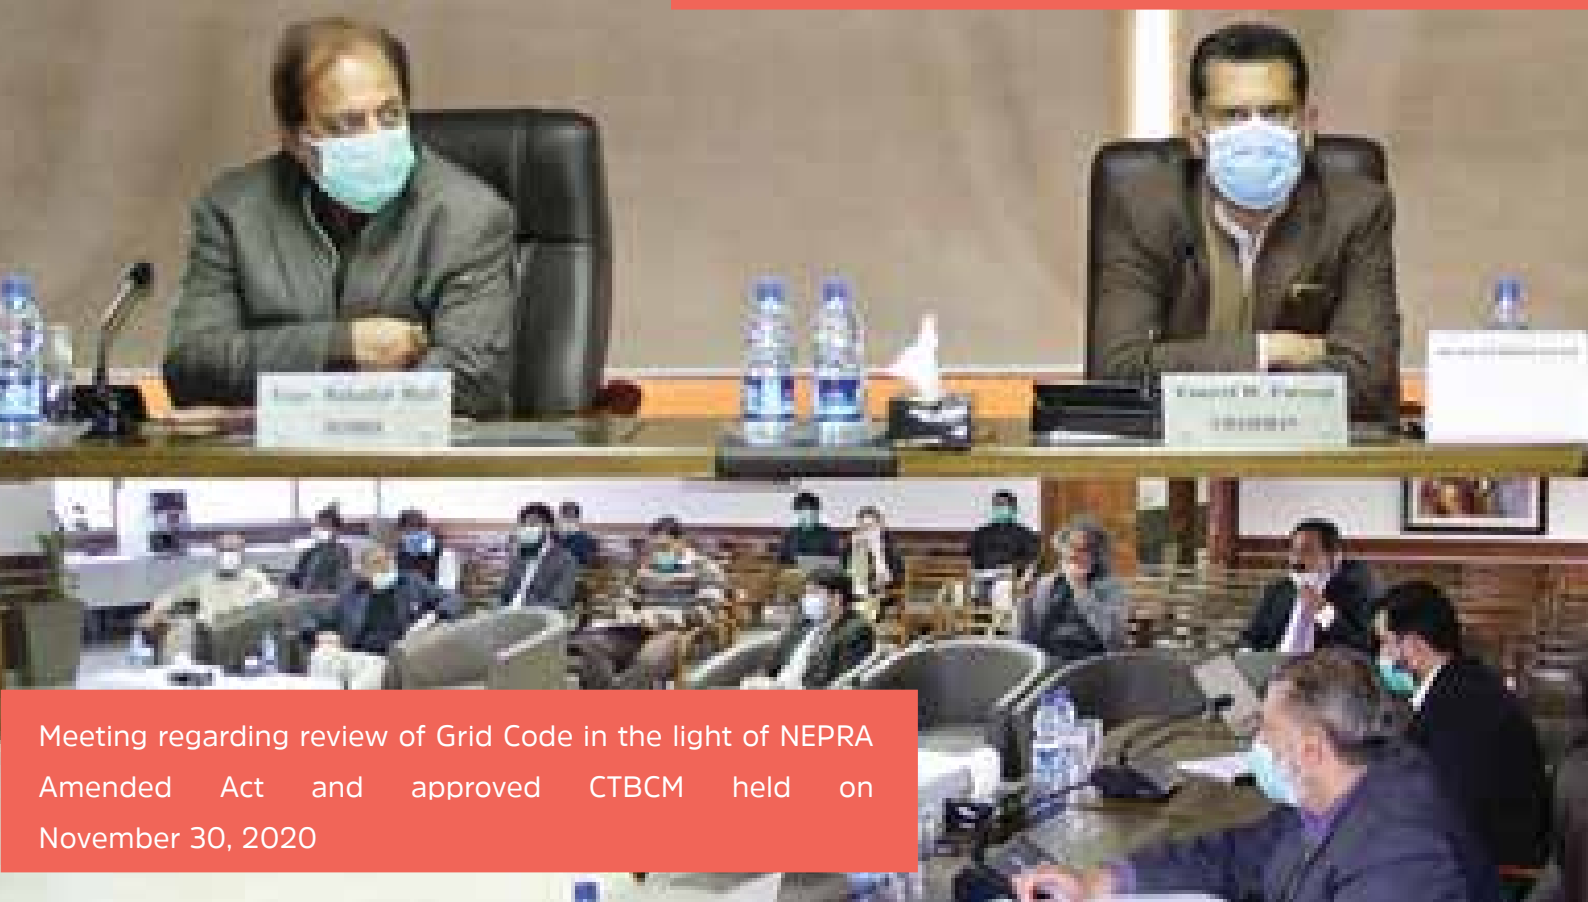 Meeting regarding review of Grid Code in the light of NEPRA
Amended Act and approved CTBCM held on
November 30, 2020